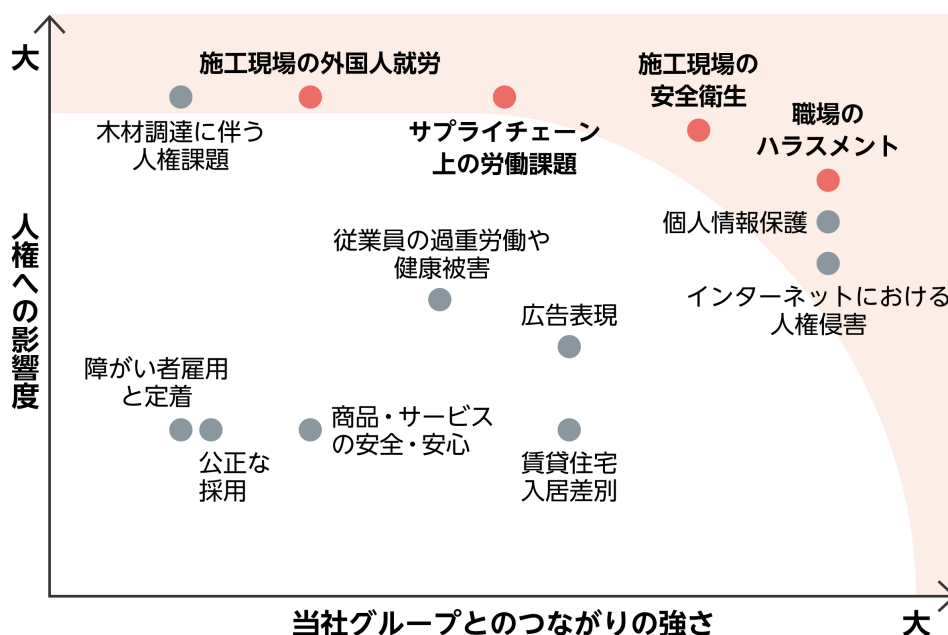 大
施工現場の外国人就労
施工現場の
安全衛生
職場の
ハラスメント
木材調達に伴う
人権課題
サプライチェーン
上の労働課題
個人情報保護
従業員の過重労働や
健康被害
インターネットにおける
人権侵害
広告表現
人権への影響度
障がい者雇用
と定着
商品・サービス
の安全・安心
公正な
採用
賃貸住宅
入居差別
当社グループとのつながりの強さ
大